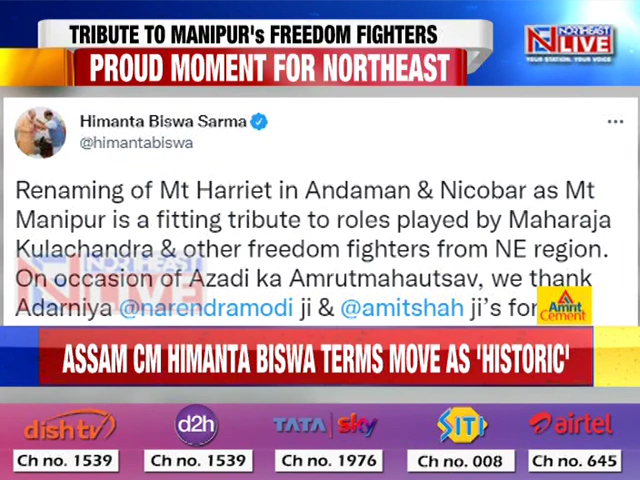 TRIBUTE TO MANIPUR's FREEDOM FIGHTERS
PROUD MOMENT FOR NORTHEAST
NORTHEAST
LIVE
YOUR STATION. YOUR VOICE
Himanta Biswa Sarma
@himantabiswa
Renaming of Mt Harriet in Andaman & Nicobar as Mt
Manipur is a fitting tribute to roles played by Maharaja
Kulachandra & other freedom fighters from NE region.
On occasion of Azadi ka Amrutmahautsav, we thank
Adarniya @narendramodi ji & @amitshah ji's for
NORTHEAST
LIVE
Amrit
Cement
ASSAM CM HIMANTA BISWA TERMS MOVE AS 'HISTORIC'
dishtv d2h TATA sky SITI airtel
Ch no. 1539 Ch no. 1539 Ch no. 1976 Ch no. 008 Ch no. 645